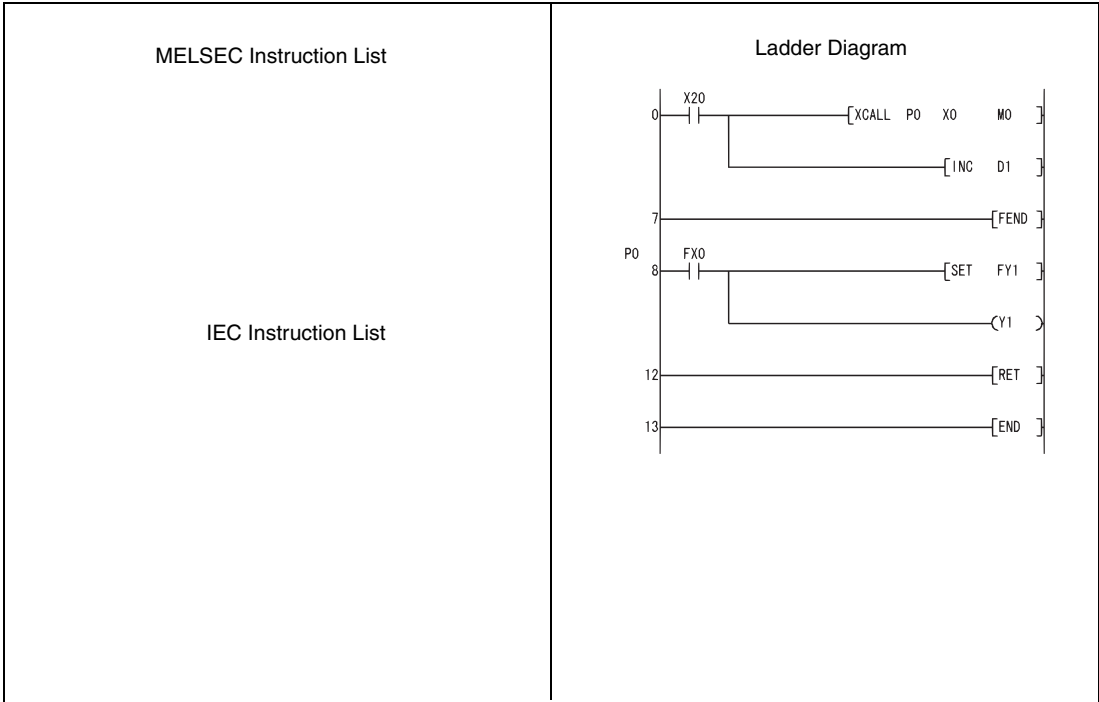 MELSEC Instruction List
IEC Instruction List
Ladder Diagram
X20
0 XCALL P0 X0 M0
INC D1
7 FEND
P0 FX0
8 SET FY1
Y1
12 RET
13 END